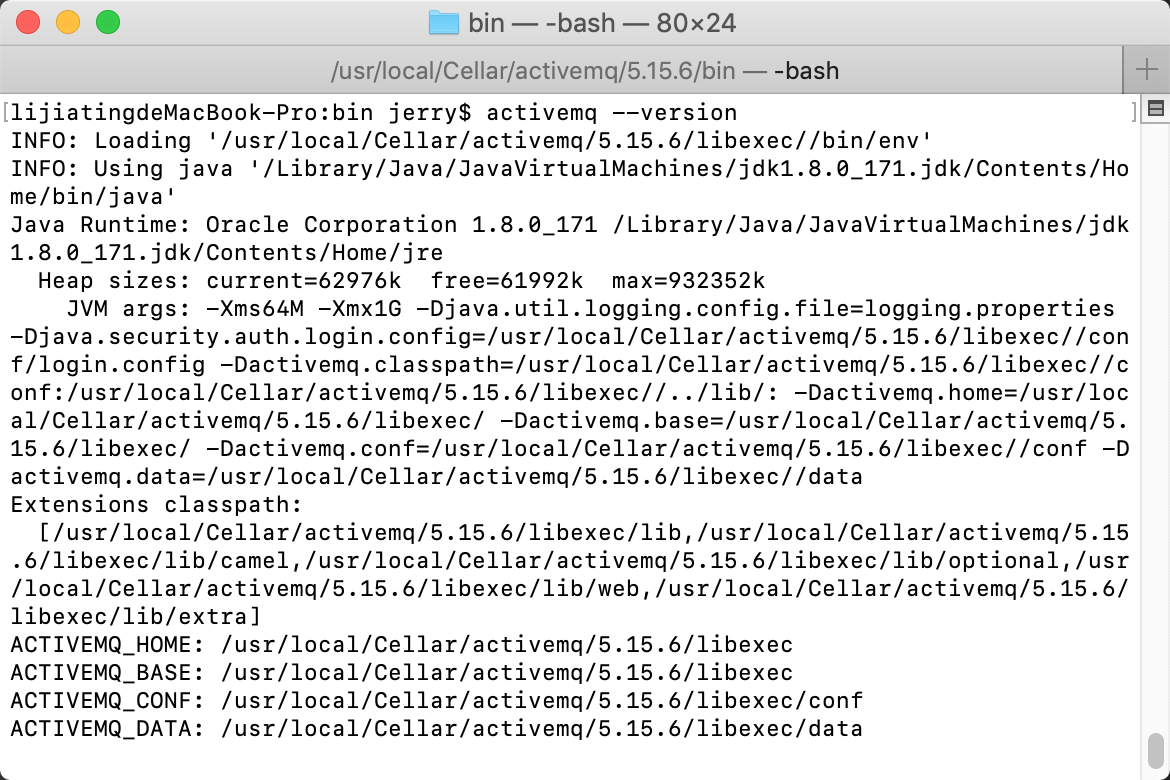 bin — -bash — 80×24
/usr/local/Cellar/activemq/5.15.6/bin — -bash
[lijiatingdeMacBook-Pro:bin jerry$ activemq --version ]
INFO: Loading '/usr/local/Cellar/activemq/5.15.6/libexec//bin/env'
INFO: Using java '/Library/Java/JavaVirtualMachines/jdk1.8.0_171.jdk/Contents/Ho
me/bin/java'
Java Runtime: Oracle Corporation 1.8.0_171 /Library/Java/JavaVirtualMachines/jdk
1.8.0_171.jdk/Contents/Home/jre
  Heap sizes: current=62976k  free=61992k  max=932352k
    JVM args: -Xms64M -Xmx1G -Djava.util.logging.config.file=logging.properties
-Djava.security.auth.login.config=/usr/local/Cellar/activemq/5.15.6/libexec//con
f/login.config -Dactivemq.classpath=/usr/local/Cellar/activemq/5.15.6/libexec//c
onf:/usr/local/Cellar/activemq/5.15.6/libexec//../lib/: -Dactivemq.home=/usr/loc
al/Cellar/activemq/5.15.6/libexec/ -Dactivemq.base=/usr/local/Cellar/activemq/5.
15.6/libexec/ -Dactivemq.conf=/usr/local/Cellar/activemq/5.15.6/libexec//conf -D
activemq.data=/usr/local/Cellar/activemq/5.15.6/libexec//data
Extensions classpath:
  [/usr/local/Cellar/activemq/5.15.6/libexec/lib,/usr/local/Cellar/activemq/5.15
.6/libexec/lib/camel,/usr/local/Cellar/activemq/5.15.6/libexec/lib/optional,/usr
/local/Cellar/activemq/5.15.6/libexec/lib/web,/usr/local/Cellar/activemq/5.15.6/
libexec/lib/extra]
ACTIVEMQ_HOME: /usr/local/Cellar/activemq/5.15.6/libexec
ACTIVEMQ_BASE: /usr/local/Cellar/activemq/5.15.6/libexec
ACTIVEMQ_CONF: /usr/local/Cellar/activemq/5.15.6/libexec/conf
ACTIVEMQ_DATA: /usr/local/Cellar/activemq/5.15.6/libexec/data